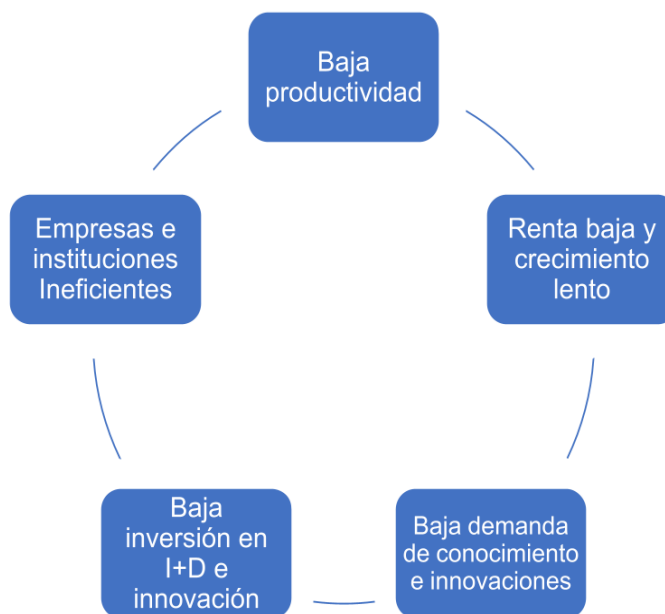 Baja
productividad
Renta baja y
crecimiento
lento
Baja demanda
de conocimiento
e innovaciones
Baja
inversión en
I+D e
innovación
Empresas e
instituciones
Ineficientes